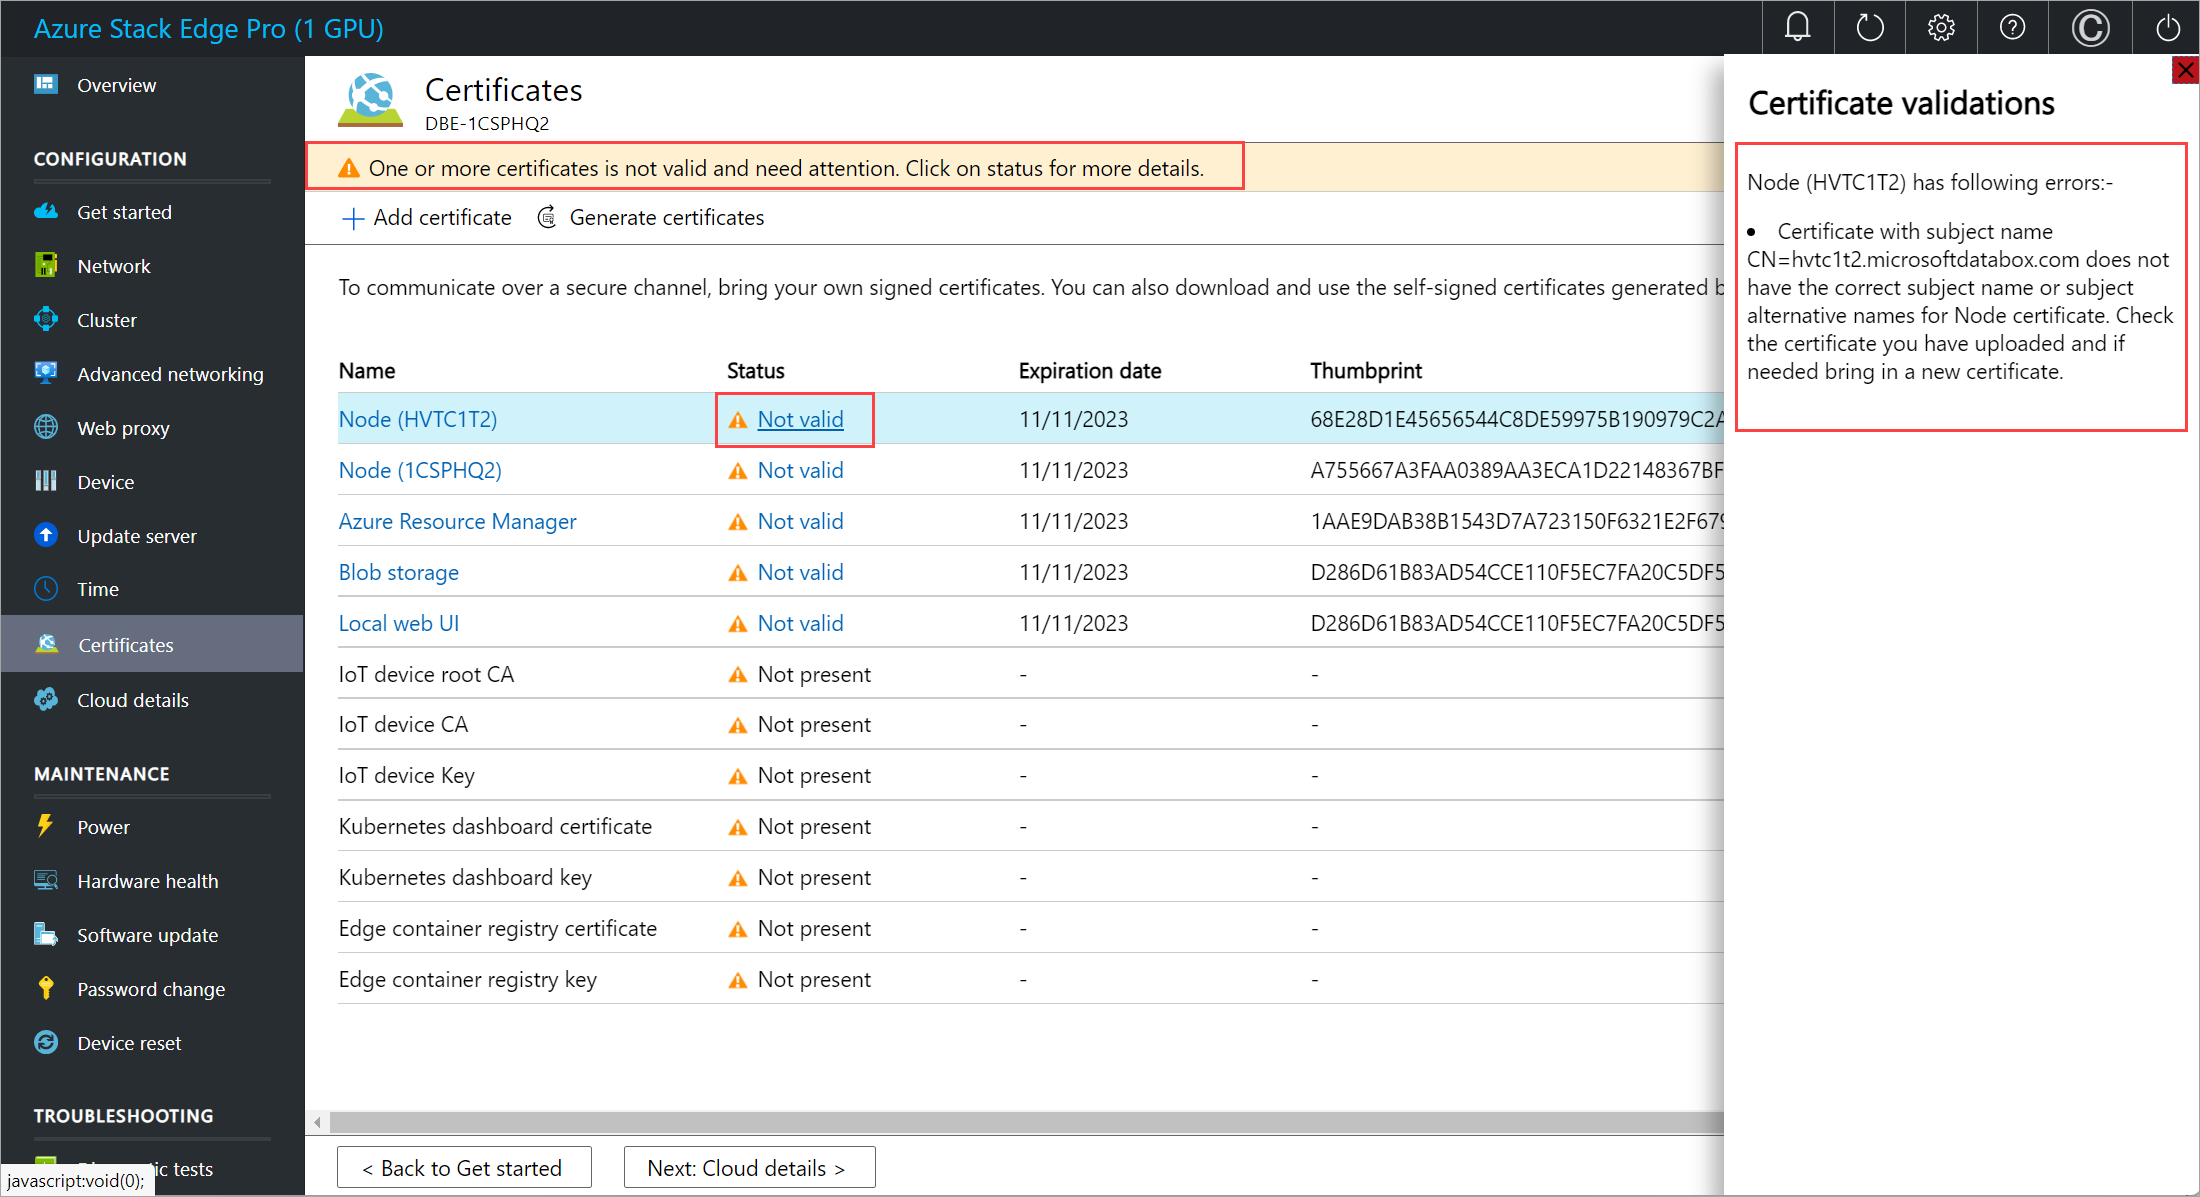 Azure Stack Edge Pro (1 GPU)
Overview
CONFIGURATION
Get started
Network
Cluster
Advanced networking
Web proxy
Device
Update server
Time
Certificates
Cloud details
MAINTENANCE
Power
Hardware health
Software update
Password change
Device reset
TROUBLESHOOTING
tests
javascript:void(0);
Certificates
DBE-1CSPHQ2
One or more certificates is not valid and need attention. Click on status for more details.
Add certificate Generate certificates
To communicate over a secure channel, bring your own signed certificates. You can also download and use the self-signed certificates generated
Name Status Expiration date Thumbprint
Node (HVTC1T2) Not valid 11/11/2023 68E28D1E45656544C8DE59975B190979C2A
Node (1CSPHQ2) Not valid 11/11/2023 A755667A3FAA0389AA3ECA1D22148367BF
Azure Resource Manager Not valid 11/11/2023 1AAE9DAB38B1543D7A723150F6321E2F679
Blob storage Not valid 11/11/2023 D286D61B83AD54CCE110F5EC7FA20C5DF5
Local web UI Not valid 11/11/2023 D286D61B83AD54CCE110F5EC7FA20C5DF5
IoT device root CA Not present - -
IoT device CA Not present - -
IoT device Key Not present - -
Kubernetes dashboard certificate Not present - -
Kubernetes dashboard key Not present - -
Edge container registry certificate Not present - -
Edge container registry key Not present - -
< Back to Get started Next: Cloud details >
Certificate validations
Node (HVTC1T2) has following errors:-
• Certificate with subject name
CN=hvtc1t2.microsoftdatabox.com does not
have the correct subject name or subject
alternative names for Node certificate. Check
the certificate you have uploaded and if
needed bring in a new certificate.